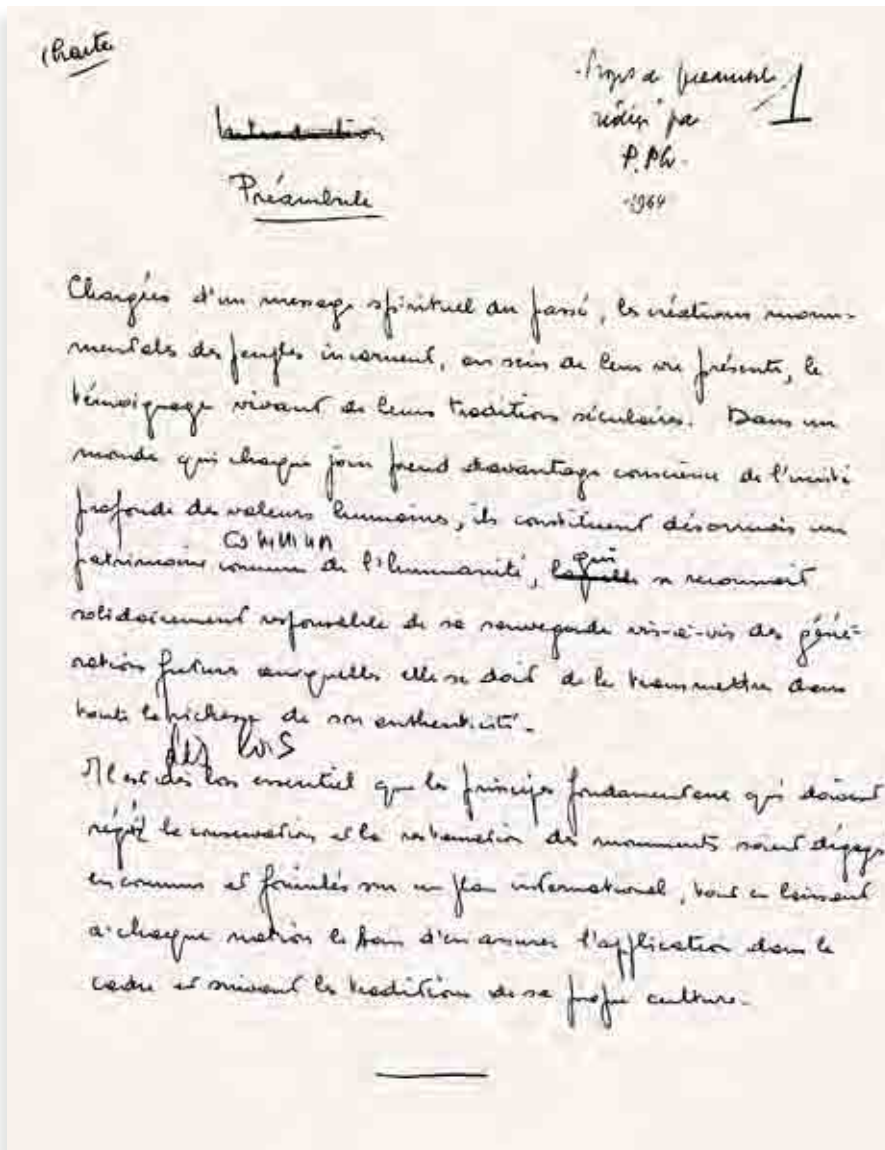 Charte
Projet de préambule
rédigé par
P. Ph.
1964
1
Introduction
Préambule
Chargées d'un message spirituel du passé, les créations monu-
mentales des peuples incarnent, au sein de leur vie présente, le
témoignage vivant de leurs traditions séculaires. Dans un
monde qui chaque jour prend davantage conscience de l'unité
profonde des valeurs humaines, ils constituent désormais un
commun
patrimoine commun de l'humanité, laquelle qui se reconnait
solidairement responsable de sa sauvegarde vis-à-vis des géné-
rations futures auxquelles elle se doit de le transmettre dans
toute la richesse de son authenticité.
dès lors
Il est dès lors essentiel que les principes fondamentaux qui doivent
régir la conservation et la restauration des monuments soient dégagés
en commun et formulés sur un plan international, tout en laissant
à chaque nation le soin d'en assurer l'application dans le
cadre et suivant les traditions de sa propre culture.